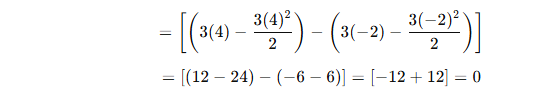 = [(3(4) − 3(4)²/2) − (3(−2) − 3(−2)²/2)]
= [(12 − 24) − (−6 − 6)] = [−12 + 12] = 0